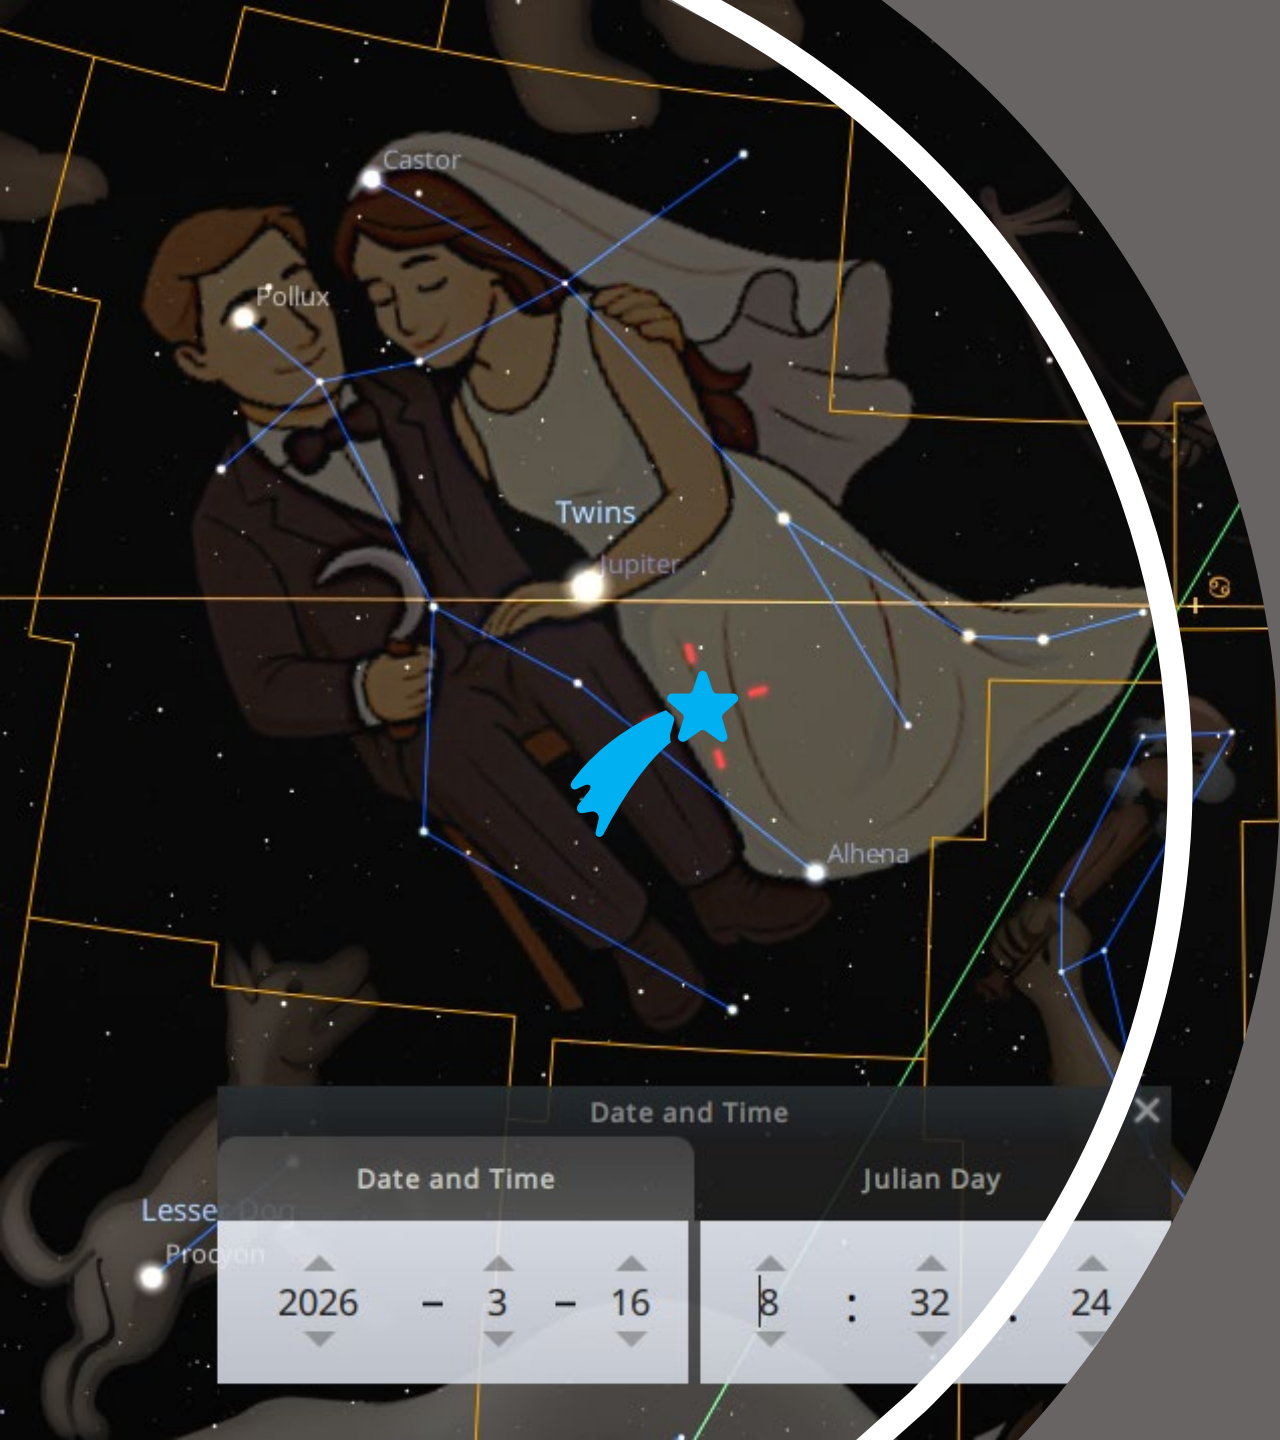 Castor
Pollux
Twins
Jupiter
Alhena
♋
Date and Time ×
Date and Time Julian Day
Lesser Dog
Procyon
2026 – 3 – 16 8 : 32 : 24